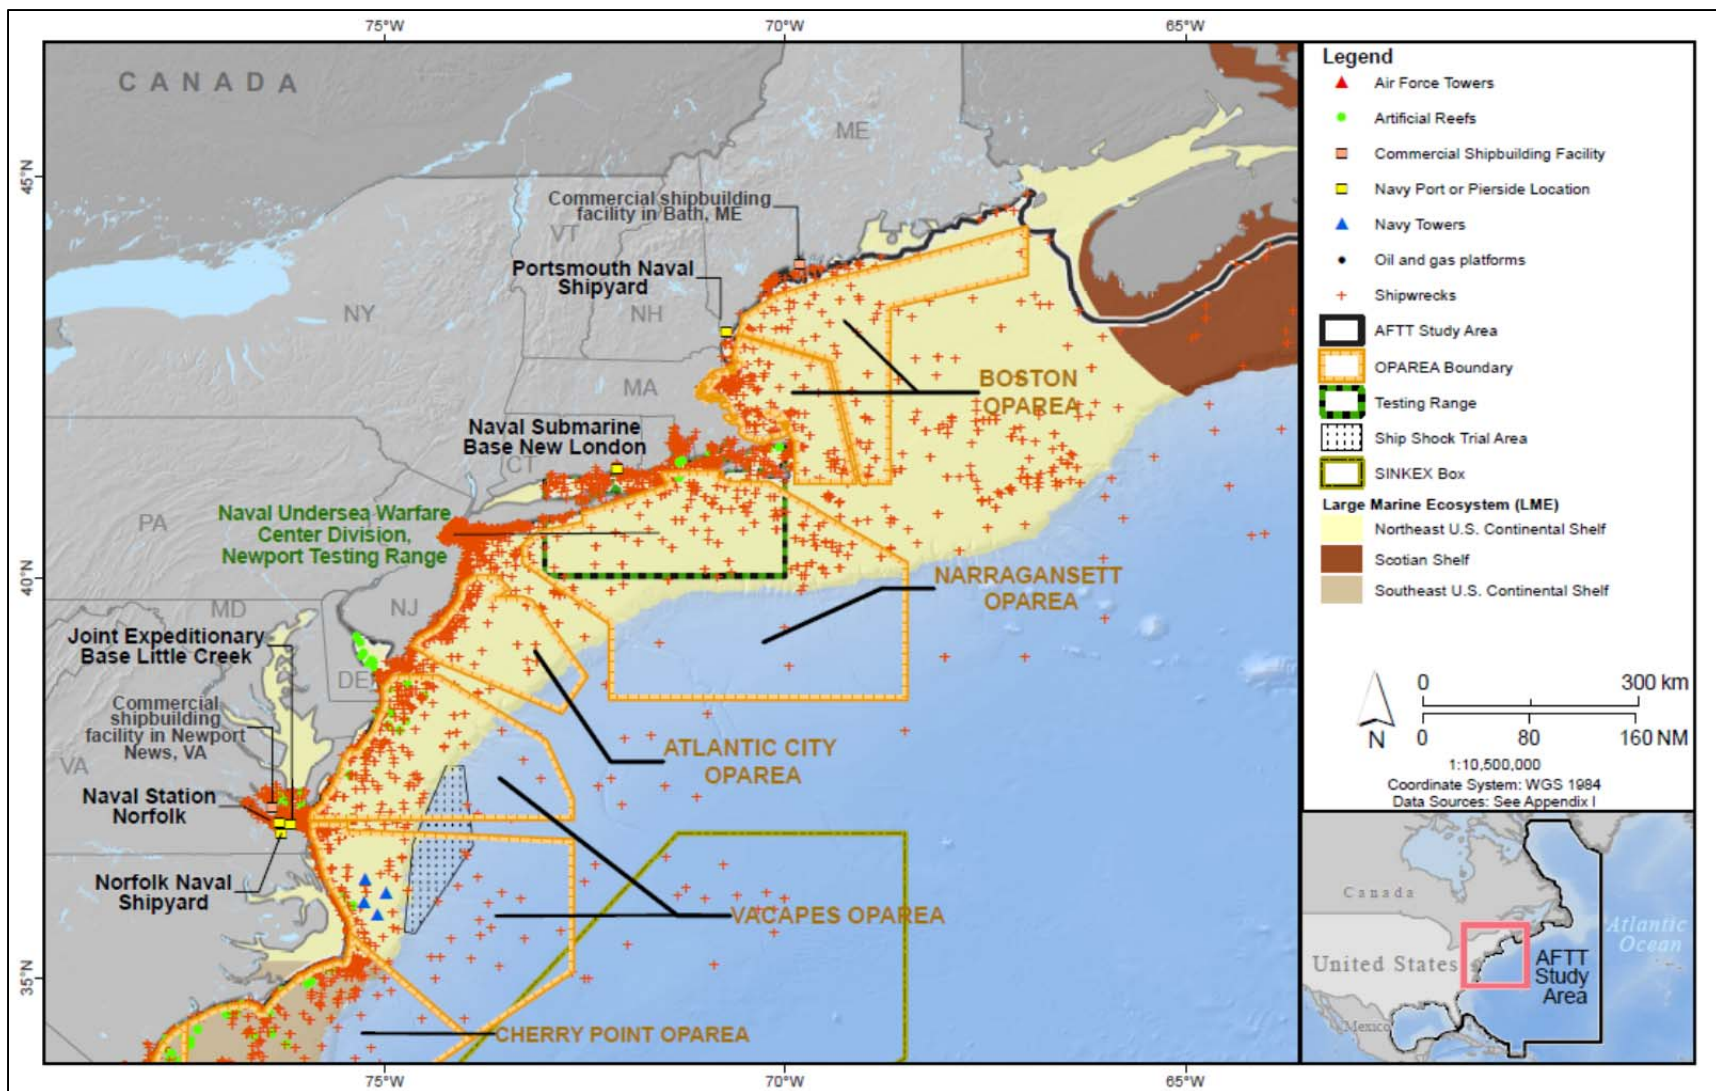 75°W
70°W
65°W
CANADA
ME
45°N
Commercial shipbuilding
facility in Bath, ME
VT
Portsmouth Naval
Shipyard
NY
NH
MA
BOSTON
OPAREA
Naval Submarine
Base New London
CT
Naval Undersea Warfare
Center Division,
Newport Testing Range
PA
40°N
NARRAGANSETT
OPAREA
MD
NJ
Joint Expeditionary
Base Little Creek
DE
Commercial
shipbuilding
facility in Newport
News, VA
ATLANTIC CITY
OPAREA
VA
Naval Station
Norfolk
Norfolk Naval
Shipyard
VACAPES OPAREA
35°N
CHERRY POINT OPAREA
75°W
70°W
65°W
Legend
Air Force Towers
Artificial Reefs
Commercial Shipbuilding Facility
Navy Port or Pierside Location
Navy Towers
Oil and gas platforms
Shipwrecks
AFTT Study Area
OPAREA Boundary
Testing Range
Ship Shock Trial Area
SINKEX Box
Large Marine Ecosystem (LME)
Northeast U.S. Continental Shelf
Scotian Shelf
Southeast U.S. Continental Shelf
N
0 300 km
0 80 160 NM
1:10,500,000
Coordinate System: WGS 1984
Data Sources: See Appendix I
Canada
Atlantic
Ocean
United States
AFTT
Study
Area
Mexico